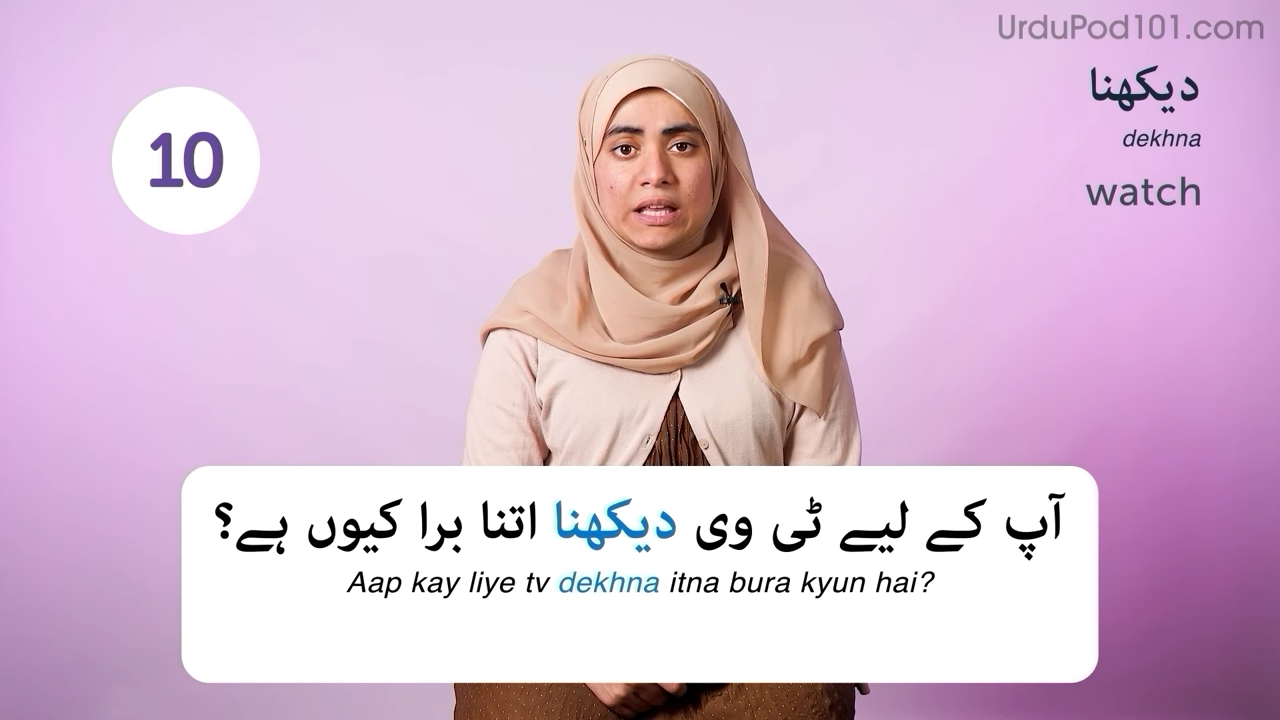 UrduPod101.com
10
دیکھنا
dekhna
watch
آپ کے لیے ٹی وی دیکھنا اتنا برا کیوں ہے؟
Aap kay liye tv dekhna itna bura kyun hai?